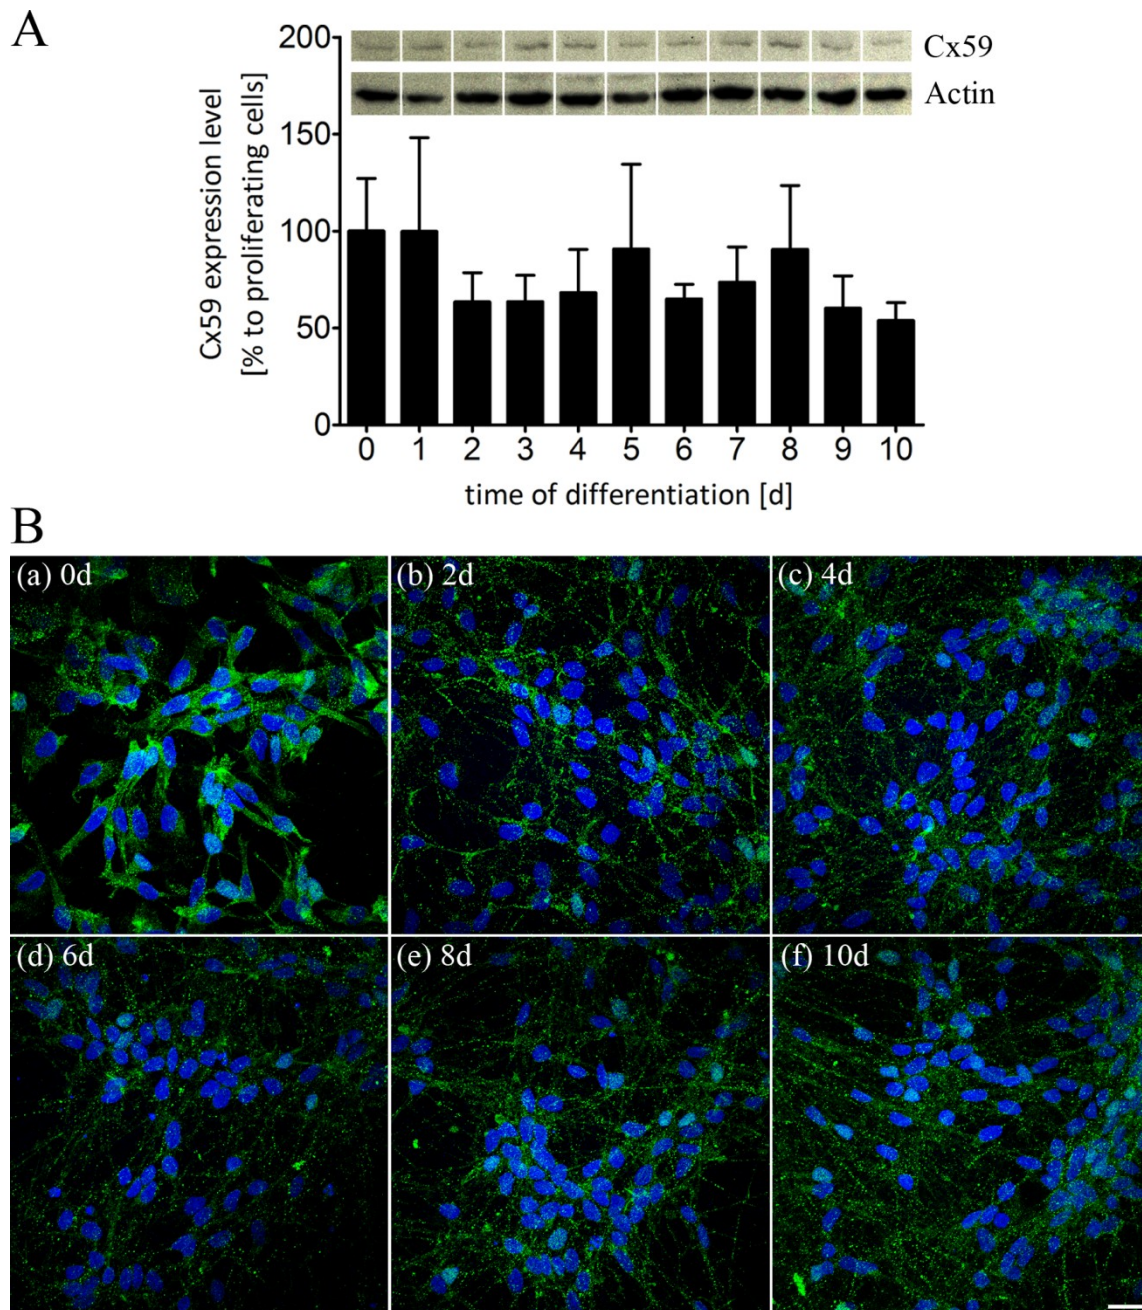 A
200
150
100
50
0
Cx59 expression level
[% to proliferating cells]
Cx59
Actin
0 1 2 3 4 5 6 7 8 9 10
time of differentiation [d]
B
(a) 0d
(b) 2d
(c) 4d
(d) 6d
(e) 8d
(f) 10d